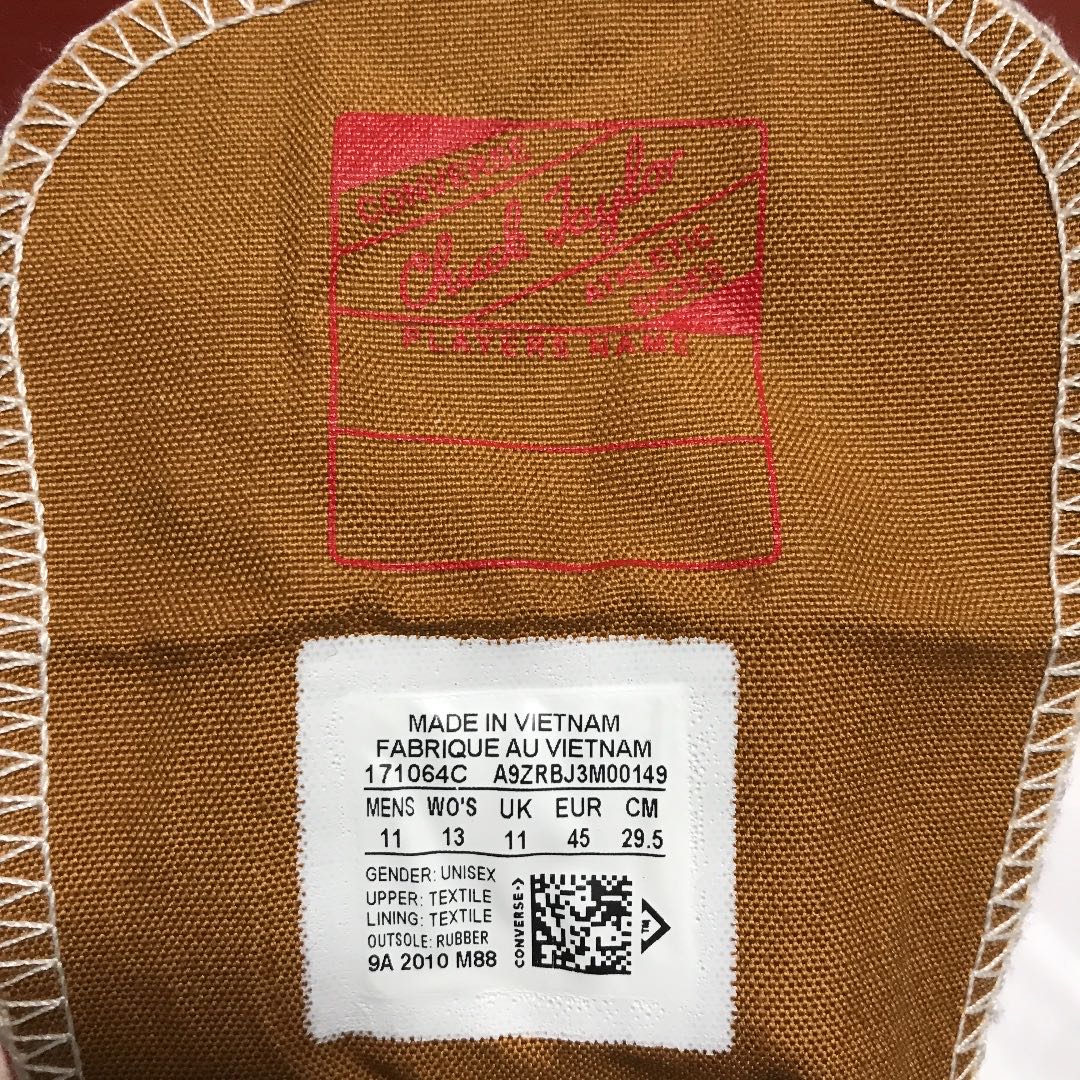 CONVERSE
Chuck Taylor
ATHLETIC
SHOES
PLAYERS NAME
MADE IN VIETNAM
FABRIQUE AU VIETNAM
171064C A9ZRBJ3M00149
MENS WO'S UK EUR CM
11 13 11 45 29.5
GENDER: UNISEX
UPPER: TEXTILE
LINING: TEXTILE
OUTSOLE: RUBBER
9A 2010 M88
CONVERSE